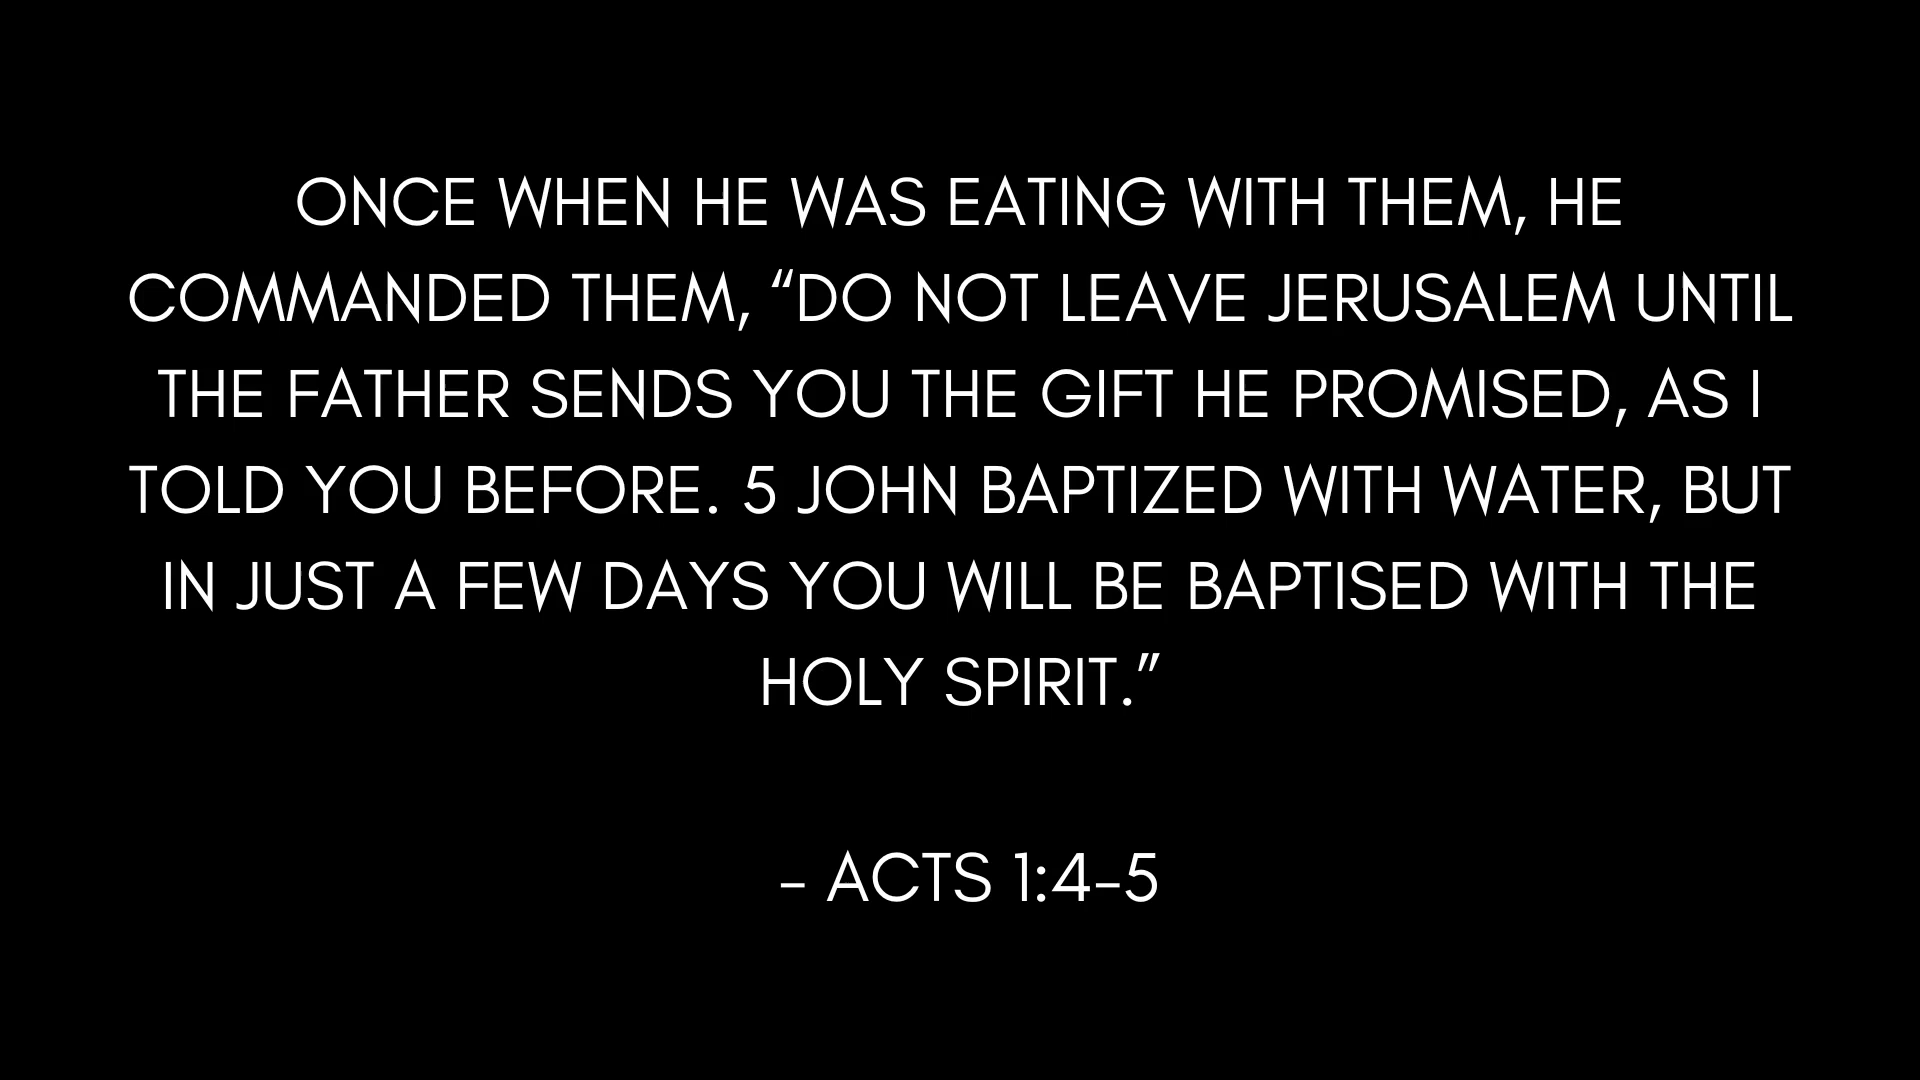 ONCE WHEN HE WAS EATING WITH THEM, HE
COMMANDED THEM, “DO NOT LEAVE JERUSALEM UNTIL
THE FATHER SENDS YOU THE GIFT HE PROMISED, AS I
TOLD YOU BEFORE. 5 JOHN BAPTIZED WITH WATER, BUT
IN JUST A FEW DAYS YOU WILL BE BAPTISED WITH THE
HOLY SPIRIT.”
- ACTS 1:4-5